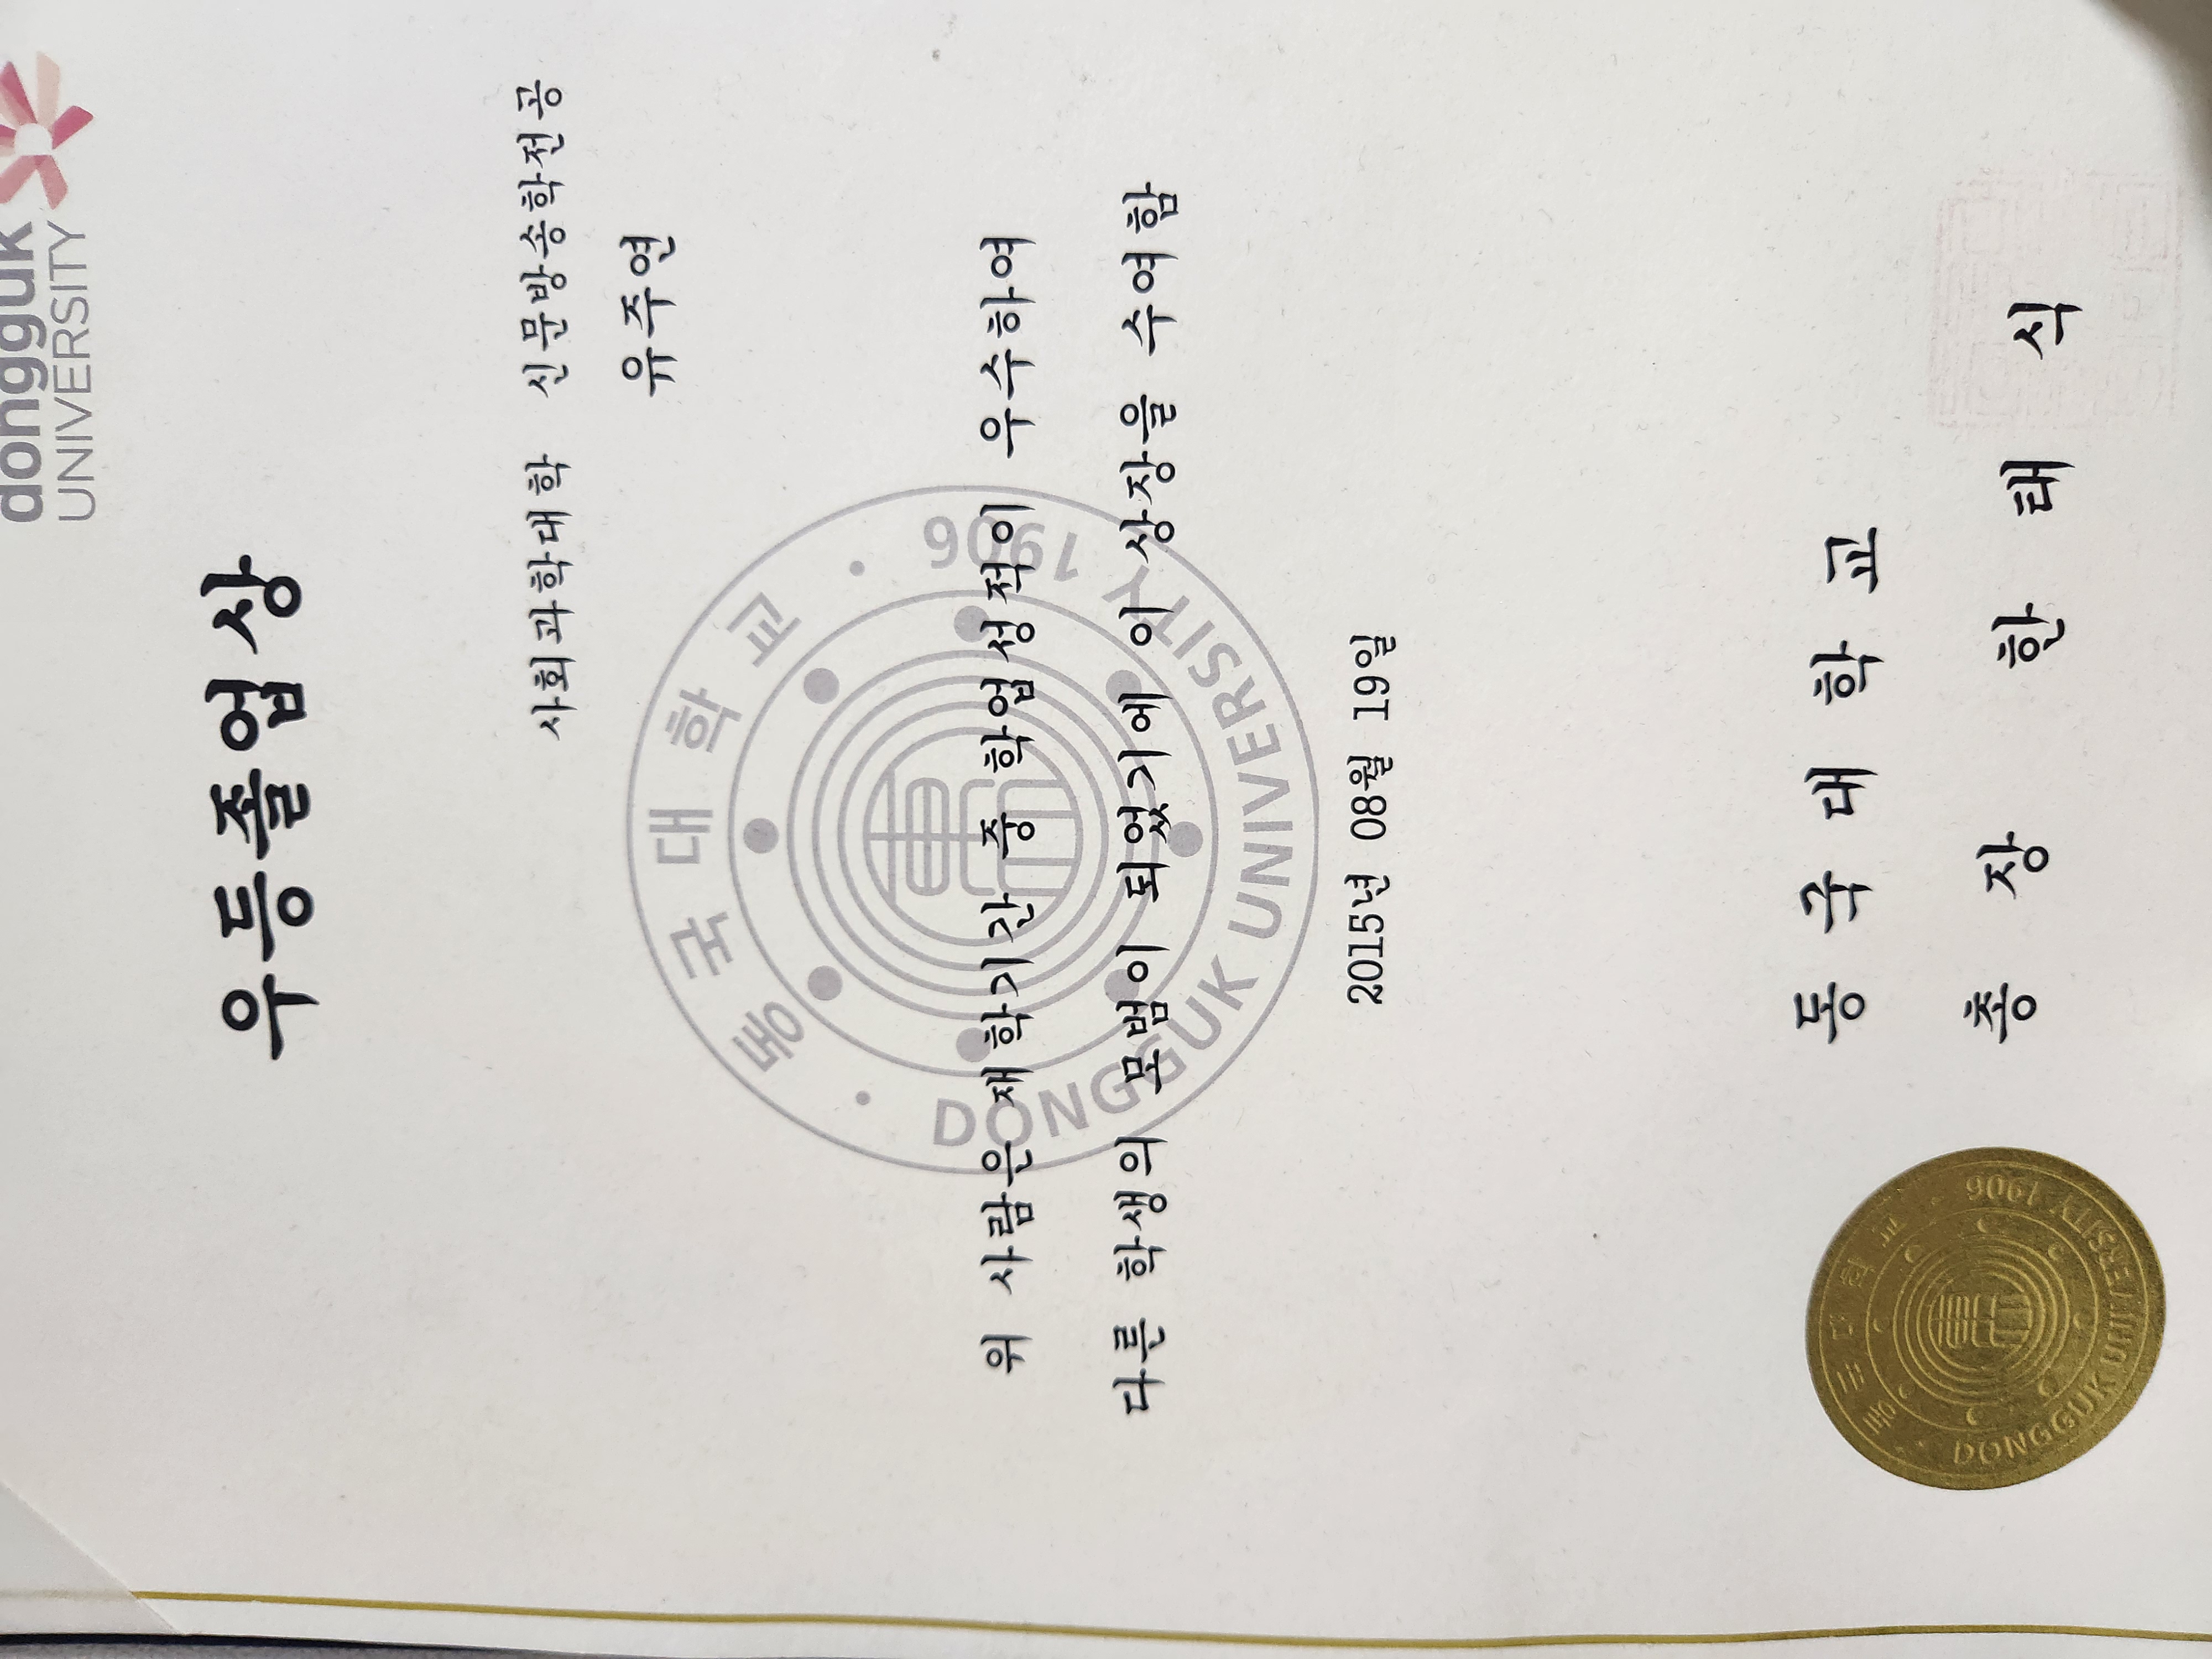 dongguk
UNIVERSITY
우등졸업상
사회과학대학 신문방송학전공
유주연
동국대학교
DONGGUK UNIVERSITY 1906
위 사람은 재학기간 중 학업성적이 우수하여
다른 학생의 모범이 되었기에 이 상장을 수여함
2015년 08월 19일
동국대학교
총장 한태식
동국대학교
DONGGUK UNIVERSITY 1906